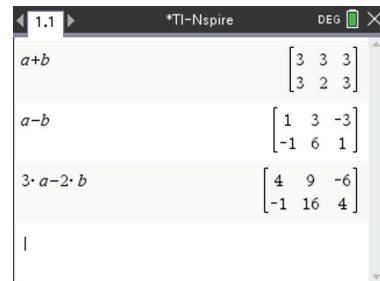 1.1 *TI-Nspire DEG
a+b [3 3 3
3 2 3]
a−b [1 3 -3
-1 6 1]
3·a−2·b [4 9 -6
-1 16 4]